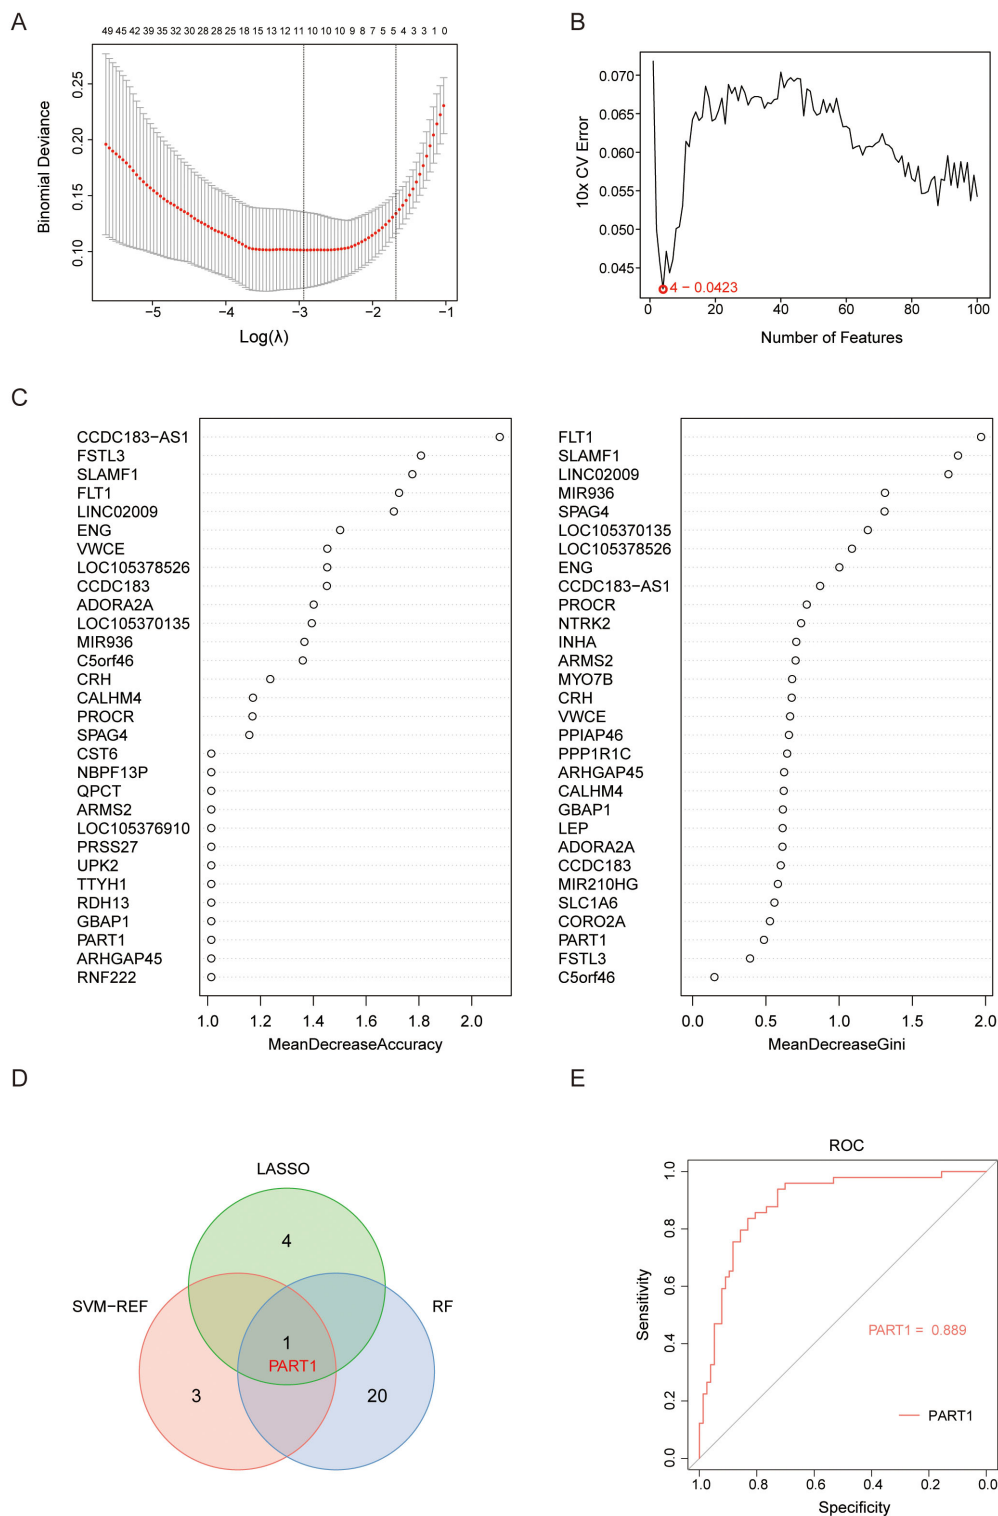 A
49 45 42 39 35 32 30 28 28 25 18 15 13 12 11 10 10 10 9 8 7 5 5 4 3 3 1 0
Binomial Deviance
0.25
0.20
0.15
0.10
−5 −4 −3 −2 −1
Log(λ)
B
10x CV Error
0.070
0.065
0.060
0.055
0.050
0.045
4 − 0.0423
0 20 40 60 80 100
Number of Features
C
CCDC183−AS1
FSTL3
SLAMF1
FLT1
LINC02009
ENG
VWCE
LOC105378526
CCDC183
ADORA2A
LOC105370135
MIR936
C5orf46
CRH
CALHM4
PROCR
SPAG4
CST6
NBPF13P
QPCT
ARMS2
LOC105376910
PRSS27
UPK2
TTYH1
RDH13
GBAP1
PART1
ARHGAP45
RNF222
1.0 1.2 1.4 1.6 1.8 2.0
MeanDecreaseAccuracy
FLT1
SLAMF1
LINC02009
MIR936
SPAG4
LOC105370135
LOC105378526
ENG
CCDC183−AS1
PROCR
NTRK2
INHA
ARMS2
MYO7B
CRH
VWCE
PPIAP46
PPP1R1C
ARHGAP45
CALHM4
GBAP1
LEP
ADORA2A
CCDC183
MIR210HG
SLC1A6
CORO2A
PART1
FSTL3
C5orf46
0.0 0.5 1.0 1.5 2.0
MeanDecreaseGini
D
LASSO
4
SVM−REF
RF
1
PART1
3
20
E
ROC
Sensitivity
1.0
0.8
0.6
0.4
0.2
0.0
PART1 = 0.889
PART1
1.0 0.8 0.6 0.4 0.2 0.0
Specificity